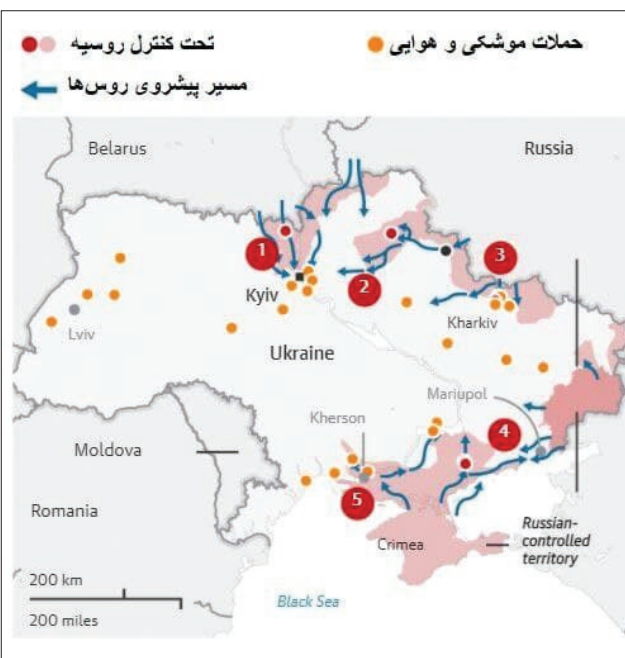 تحت کنترل روسیه
حملات موشکی و هوایی
مسیر پیشروی روس‌ها
Belarus
Russia
1
3
2
Kyiv
Kharkiv
Lviv
Ukraine
Mariupol
Kherson
4
Moldova
5
Romania
Crimea
Russian-
controlled
territory
200 km
200 miles
Black Sea